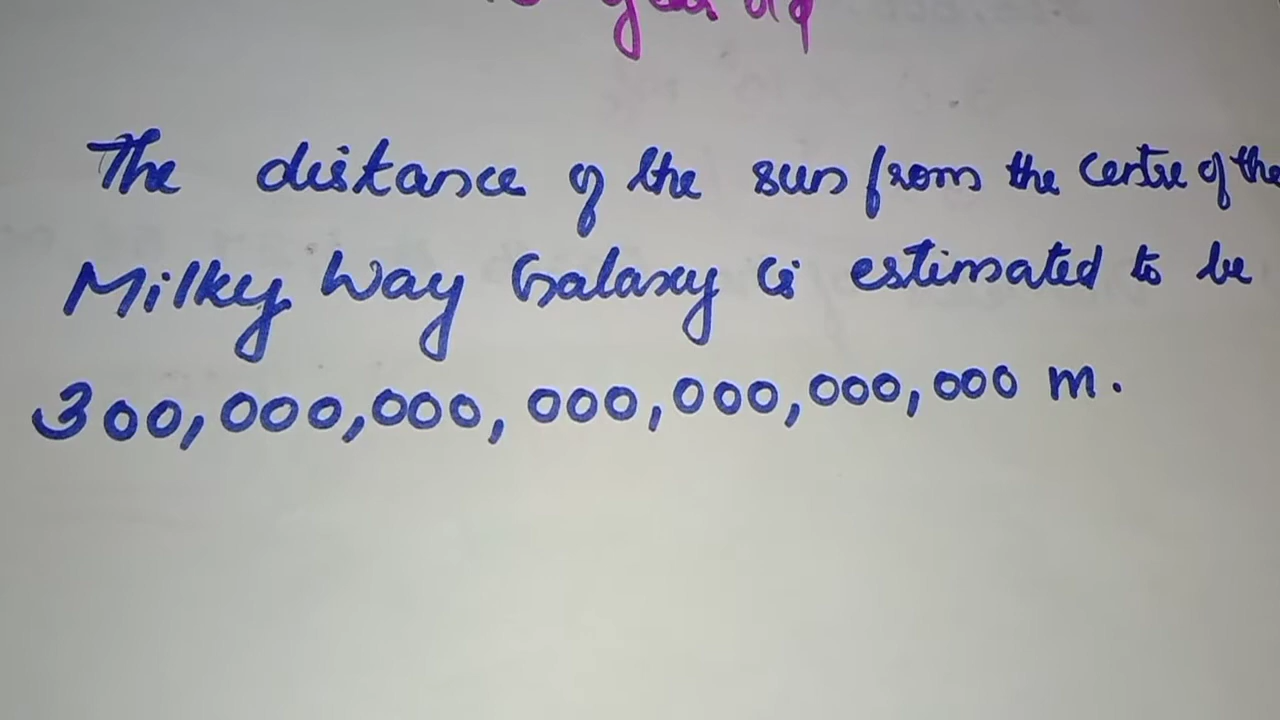 The distance of the sun from the centre of the
Milky Way Galaxy is estimated to be
300,000,000, 000,000,000,000 m.